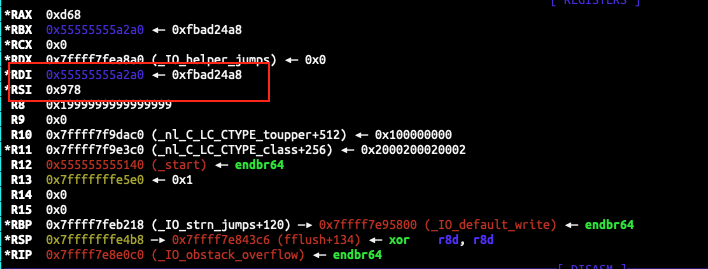 [ REGISTERS ]
*RAX  0xd68
*RBX  0x55555555a2a0 ← 0xfbad24a8
*RCX  0x0
*RDX  0x7ffff7fea8a0 (_IO_helper_jumps) ← 0x0
*RDI  0x55555555a2a0 ← 0xfbad24a8
*RSI  0x978
R8   0x1999999999999999
R9   0x0
R10  0x7ffff7f9dac0 (_nl_C_LC_CTYPE_toupper+512) ← 0x100000000
*R11  0x7ffff7f9e3c0 (_nl_C_LC_CTYPE_class+256) ← 0x2000200020002
R12  0x555555555140 (_start) ← endbr64
R13  0x7fffffffe5e0 ← 0x1
R14  0x0
R15  0x0
*RBP  0x7ffff7feb218 (_IO_strn_jumps+120) → 0x7ffff7e95800 (_IO_default_write) ← endbr64
*RSP  0x7fffffffe4b8 → 0x7ffff7e843c6 (fflush+134) ← xor    r8d, r8d
*RIP  0x7ffff7e8e0c0 (_IO_obstack_overflow) ← endbr64
[ DISASM ]